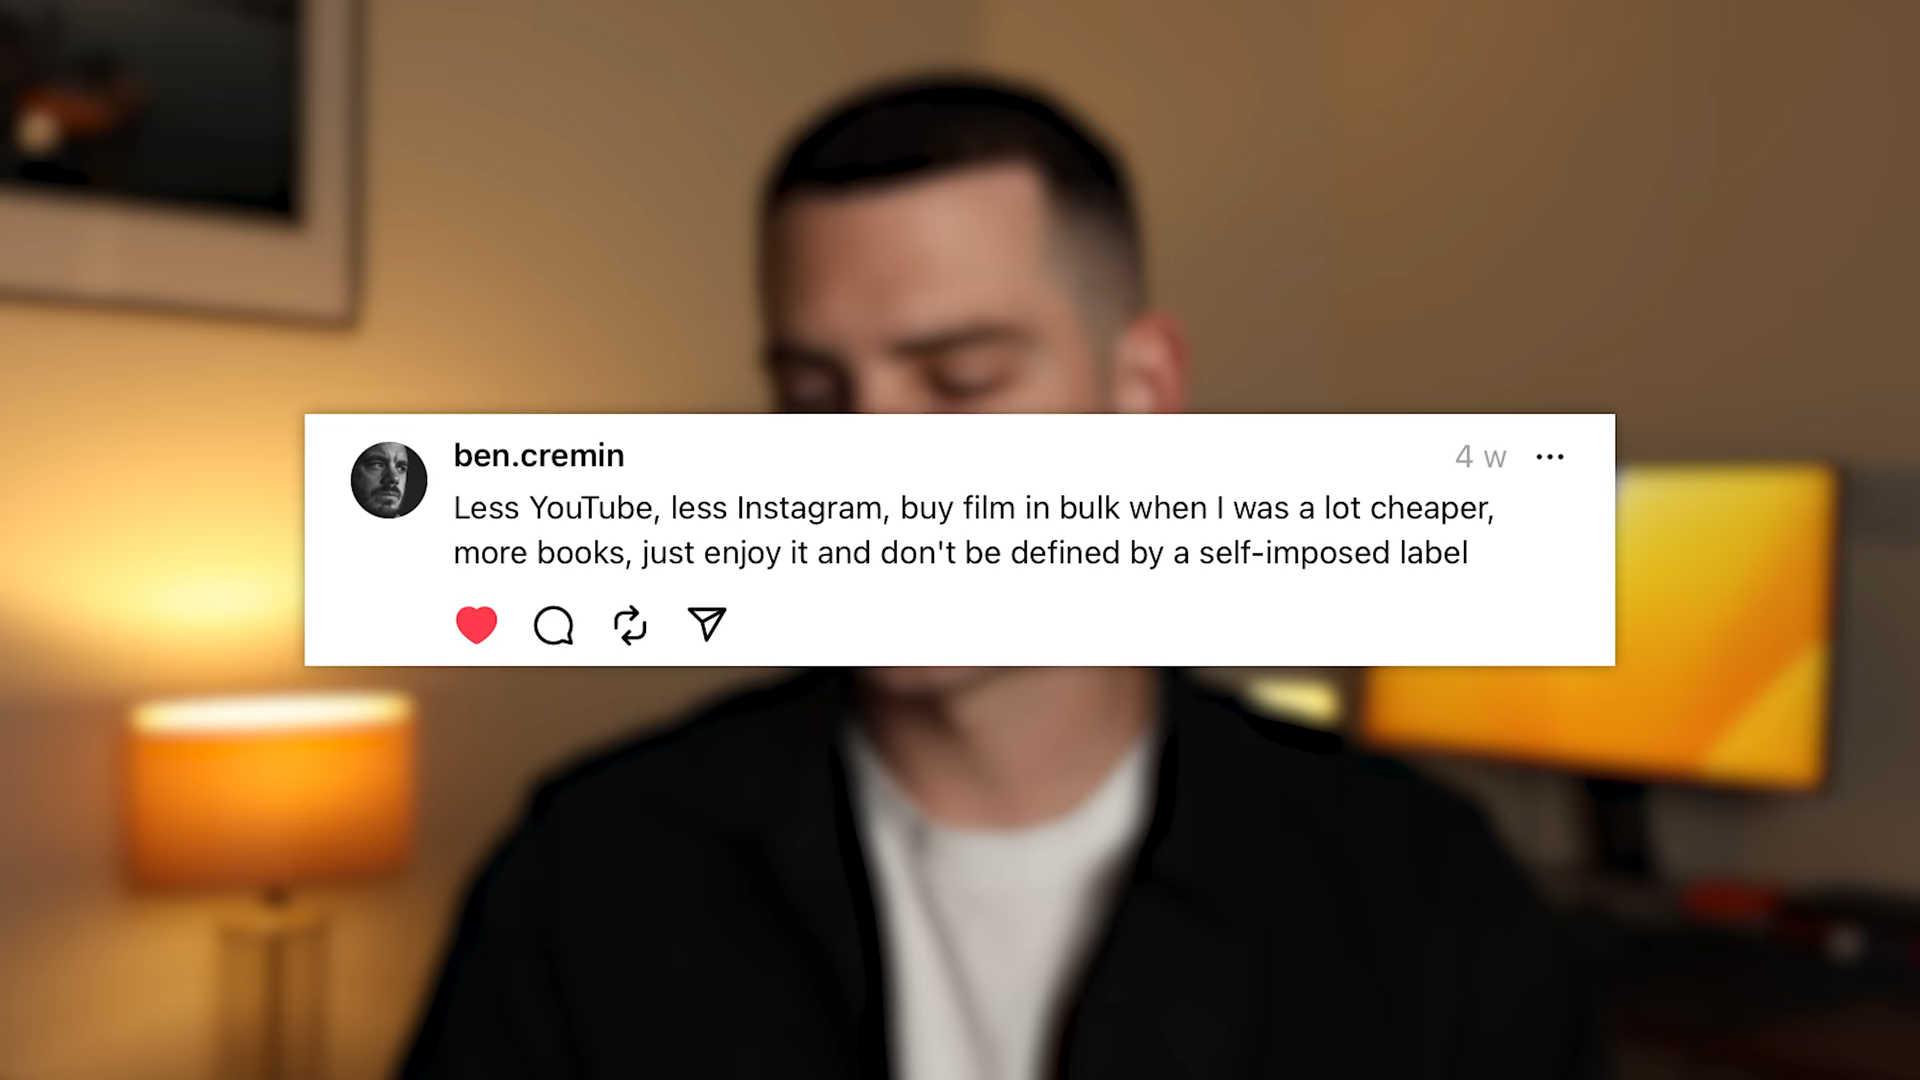 ben.cremin
4 w
Less YouTube, less Instagram, buy film in bulk when I was a lot cheaper,
more books, just enjoy it and don't be defined by a self-imposed label